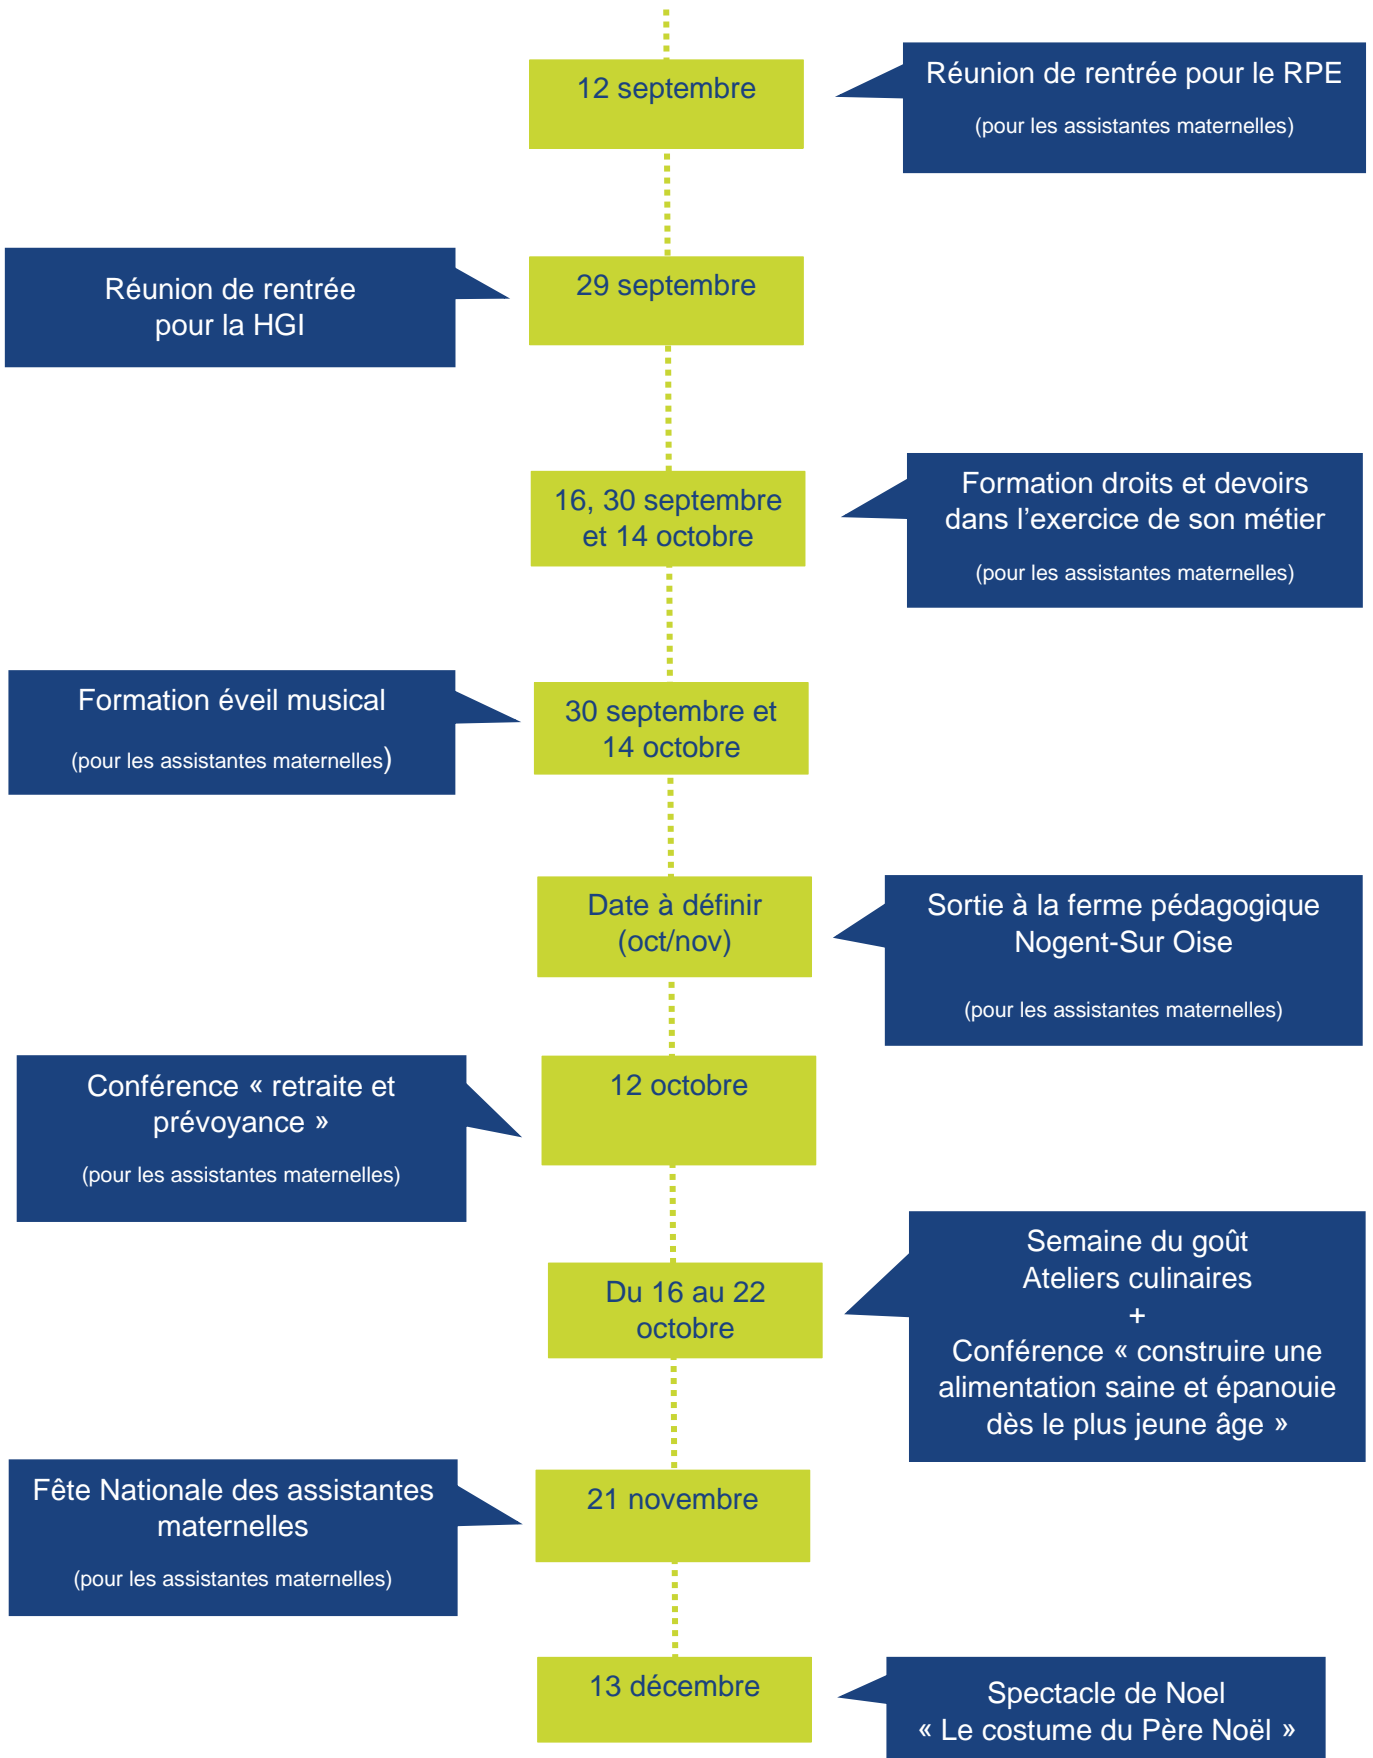 12 septembre
Réunion de rentrée pour le RPE
(pour les assistantes maternelles)
Réunion de rentrée
pour la HGI
29 septembre
16, 30 septembre
et 14 octobre
Formation droits et devoirs
dans l'exercice de son métier
(pour les assistantes maternelles)
Formation éveil musical
(pour les assistantes maternelles)
30 septembre et
14 octobre
Date à définir
(oct/nov)
Sortie à la ferme pédagogique
Nogent-Sur Oise
(pour les assistantes maternelles)
Conférence « retraite et
prévoyance »
(pour les assistantes maternelles)
12 octobre
Du 16 au 22
octobre
Semaine du goût
Ateliers culinaires
+
Conférence « construire une
alimentation saine et épanouie
dès le plus jeune âge »
Fête Nationale des assistantes
maternelles
(pour les assistantes maternelles)
21 novembre
13 décembre
Spectacle de Noel
« Le costume du Père Noël »